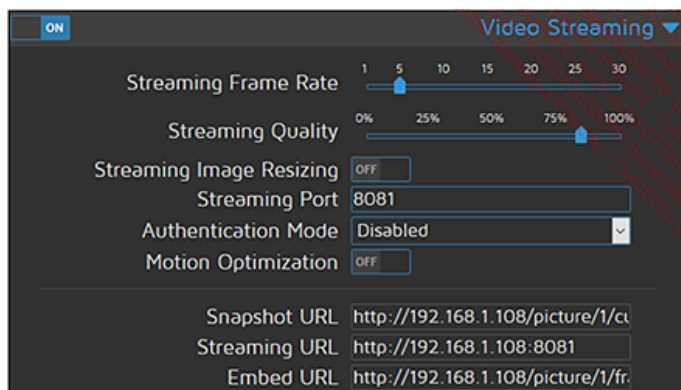 ON Video Streaming
1 5 10 15 20 25 30
Streaming Frame Rate
0% 25% 50% 75% 100%
Streaming Quality
Streaming Image Resizing OFF
Streaming Port 8081
Authentication Mode Disabled
Motion Optimization OFF
Snapshot URL http://192.168.1.108/picture/1/cu
Streaming URL http://192.168.1.108:8081
Embed URL http://192.168.1.108/picture/1/fr